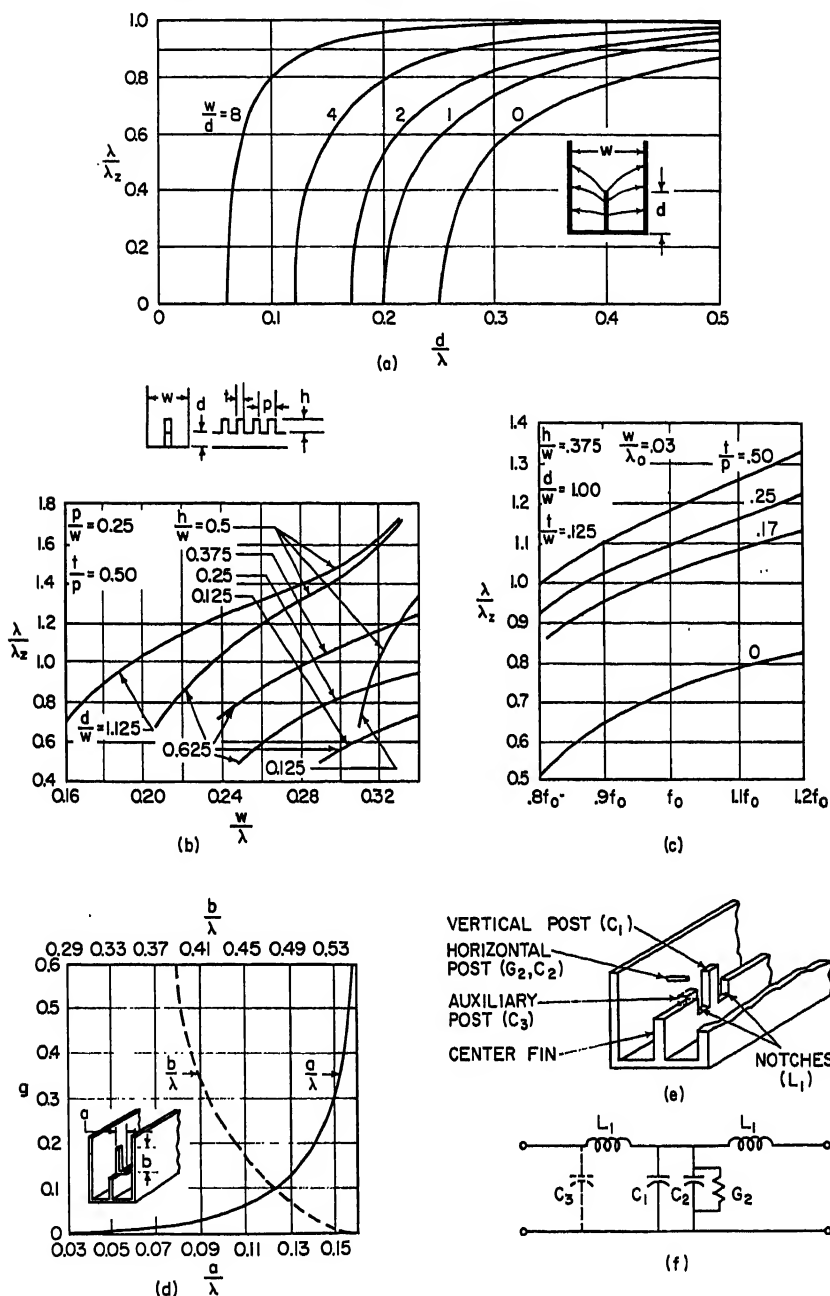 1.0
0.8
0.6
0.4
0.2
0
λ/λz
w/d = 8
4
2
1
0
w
d
0
0.1
0.2
0.3
0.4
0.5
(a)
d/λ
w
d
t
p
h
p/w = 0.25
t/p = 0.50
h/w = 0.5
0.375
0.25
0.125
1.8
1.6
1.4
1.2
1.0
0.8
0.6
0.4
λ/λz
d/w = 1.125
0.625
0.125
0.16
0.20
0.24
0.28
0.32
(b)
w/λ
h/w = .375
w/λ₀ = .03
t/p = .50
d/w = 1.00
.25
t/w = .125
.17
0
1.4
1.3
1.2
1.1
1.0
0.9
0.8
0.7
0.6
0.5
λ/λz
.8f₀
.9f₀
f₀
1.1f₀
1.2f₀
(c)
b/λ
0.29 0.33 0.37 0.41 0.45 0.49 0.53
0.6
0.5
0.4
0.3
0.2
0.1
0
g
b/λ
a/λ
a
b
0.03 0.05 0.07 0.09 0.11 0.13 0.15
(d)
a/λ
VERTICAL POST (C₁)
HORIZONTAL
POST (G₂,C₂)
AUXILIARY
POST (C₃)
CENTER FIN
NOTCHES
(L₁)
(e)
L₁
L₁
C₃
C₁
C₂
G₂
(f)